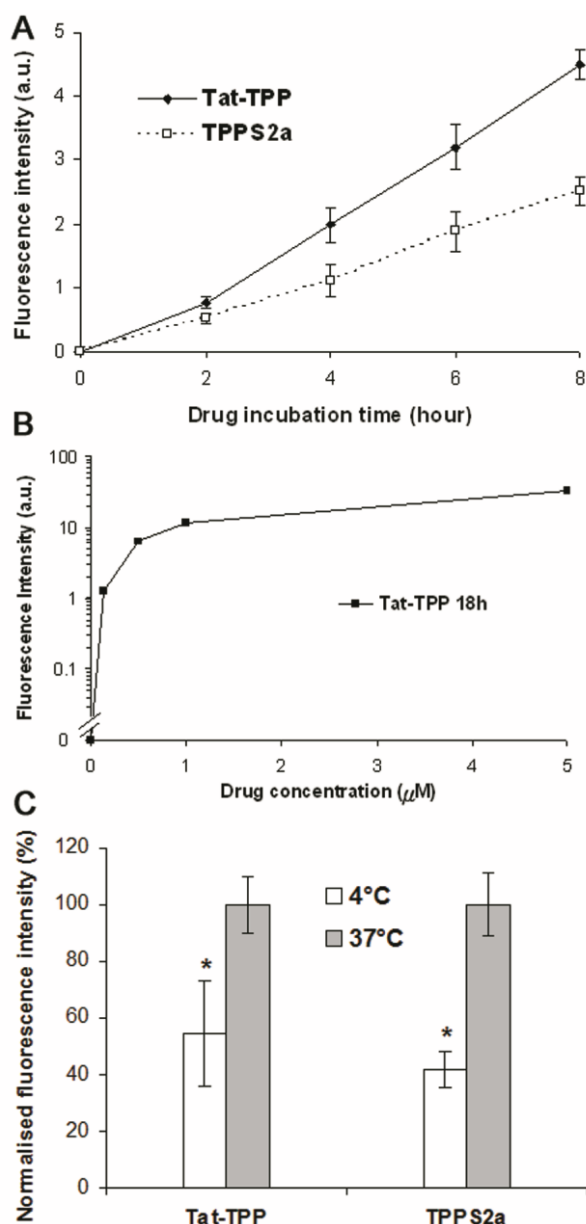 A
Fluorescence intensity (a.u.)
5
4
3
2
1
0
Tat-TPP
TPPS2a
0 2 4 6 8
Drug incubation time (hour)
B
Fluorescence Intensity (a.u.)
100
10
1
0.1
0
Tat-TPP 18h
0 1 2 3 4 5
Drug concentration (μM)
C
Normalised fluorescence intensity (%)
120
100
80
60
40
20
0
4°C
37°C
* *
Tat-TPP TPPS2a